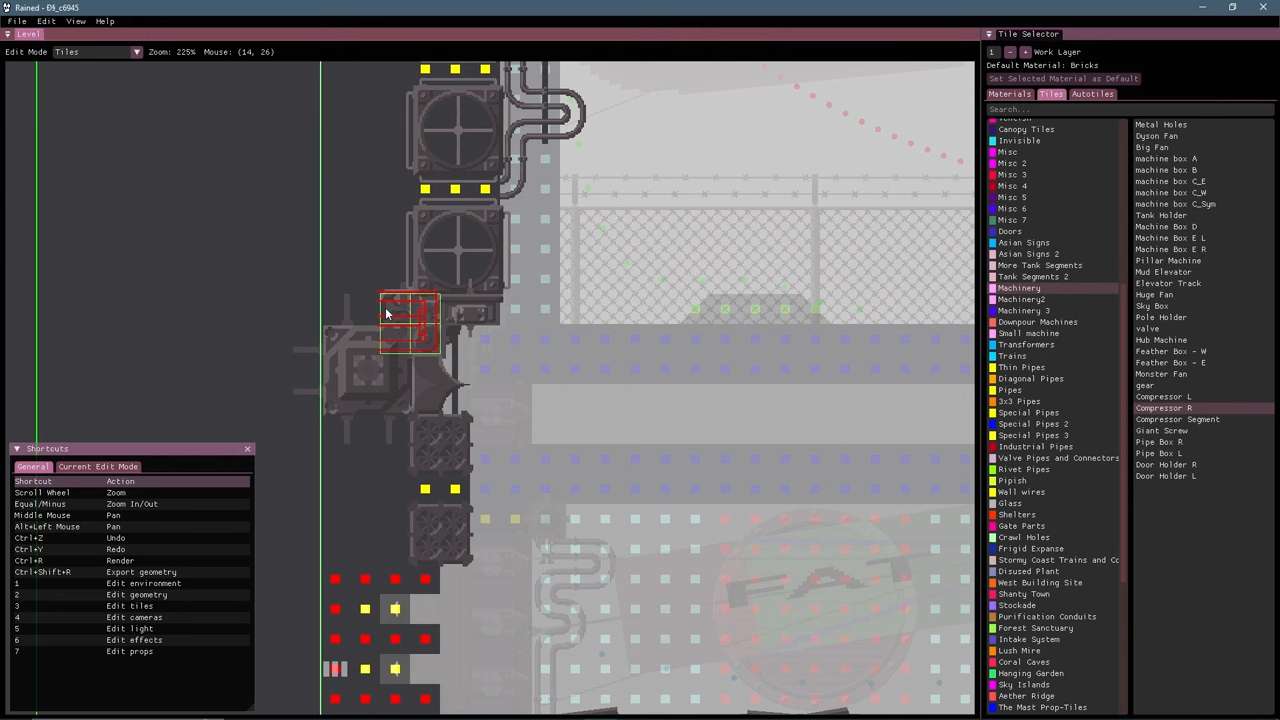 Rained - Ðfi_c6945
File Edit View Help
Level
Edit Mode Tiles Zoom: 225% Mouse: (14, 26)
Shortcuts
General Current Edit Mode
Shortcut Action
Scroll Wheel Zoom
Equal/Minus Zoom In/Out
Middle Mouse Pan
Alt+Left Mouse Pan
Ctrl+Z Undo
Ctrl+Y Redo
Ctrl+R Render
Ctrl+Shift+R Export geometry
1 Edit environment
2 Edit geometry
3 Edit tiles
4 Edit cameras
5 Edit light
6 Edit effects
7 Edit props
Tile Selector
1 - + Work Layer
Default Material: Bricks
Set Selected Material as Default
Materials Tiles Autotiles
Search...
Canopy Tiles
Invisible
Misc
Misc 2
Misc 3
Misc 4
Misc 5
Misc 6
Misc 7
Doors
Asian Signs
Asian Signs 2
More Tank Segments
Tank Segments 2
Machinery
Machinery2
Machinery 3
Downpour Machines
Small machine
Transformers
Trains
Thin Pipes
Diagonal Pipes
Pipes
3x3 Pipes
Special Pipes
Special Pipes 2
Special Pipes 3
Industrial Pipes
Valve Pipes and Connectors
Rivet Pipes
Pipish
Wall wires
Glass
Shelters
Gate Parts
Crawl Holes
Frigid Expanse
Stormy Coast Trains and Co
Disused Plant
West Building Site
Shanty Town
Stockade
Purification Conduits
Forest Sanctuary
Intake System
Lush Mire
Coral Caves
Hanging Garden
Sky Islands
Aether Ridge
The Mast Prop-Tiles
Metal Holes
Dyson Fan
Big Fan
machine box A
machine box B
machine box C_E
machine box C_W
machine box C_Sym
Tank Holder
Machine Box D
Machine Box E L
Machine Box E R
Pillar Machine
Mud Elevator
Elevator Track
Huge Fan
Sky Box
Pole Holder
valve
Hub Machine
Feather Box - W
Feather Box - E
Monster Fan
gear
Compressor L
Compressor R
Compressor Segment
Giant Screw
Pipe Box R
Pipe Box L
Door Holder R
Door Holder L